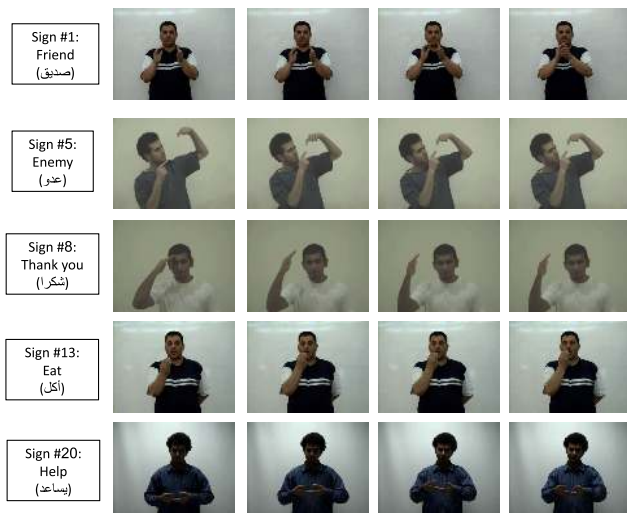 Sign #1:
Friend
(صديق)
Sign #5:
Enemy
(عدو)
Sign #8:
Thank you
(شكرا)
Sign #13:
Eat
(أكل)
Sign #20:
Help
(يساعد)